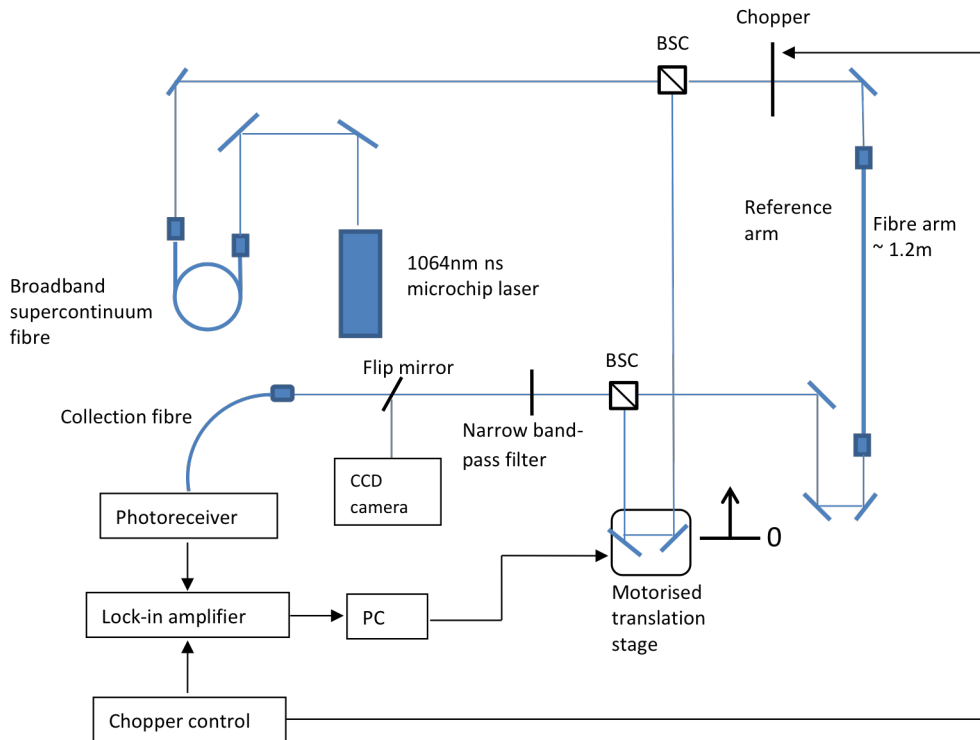 Chopper
BSC
Reference
arm
Fibre arm
~ 1.2m
1064nm ns
microchip laser
Broadband
supercontinuum
fibre
Flip mirror
BSC
Collection fibre
Narrow band-
pass filter
CCD
camera
Photoreceiver
0
Motorised
translation
stage
Lock-in amplifier
PC
Chopper control